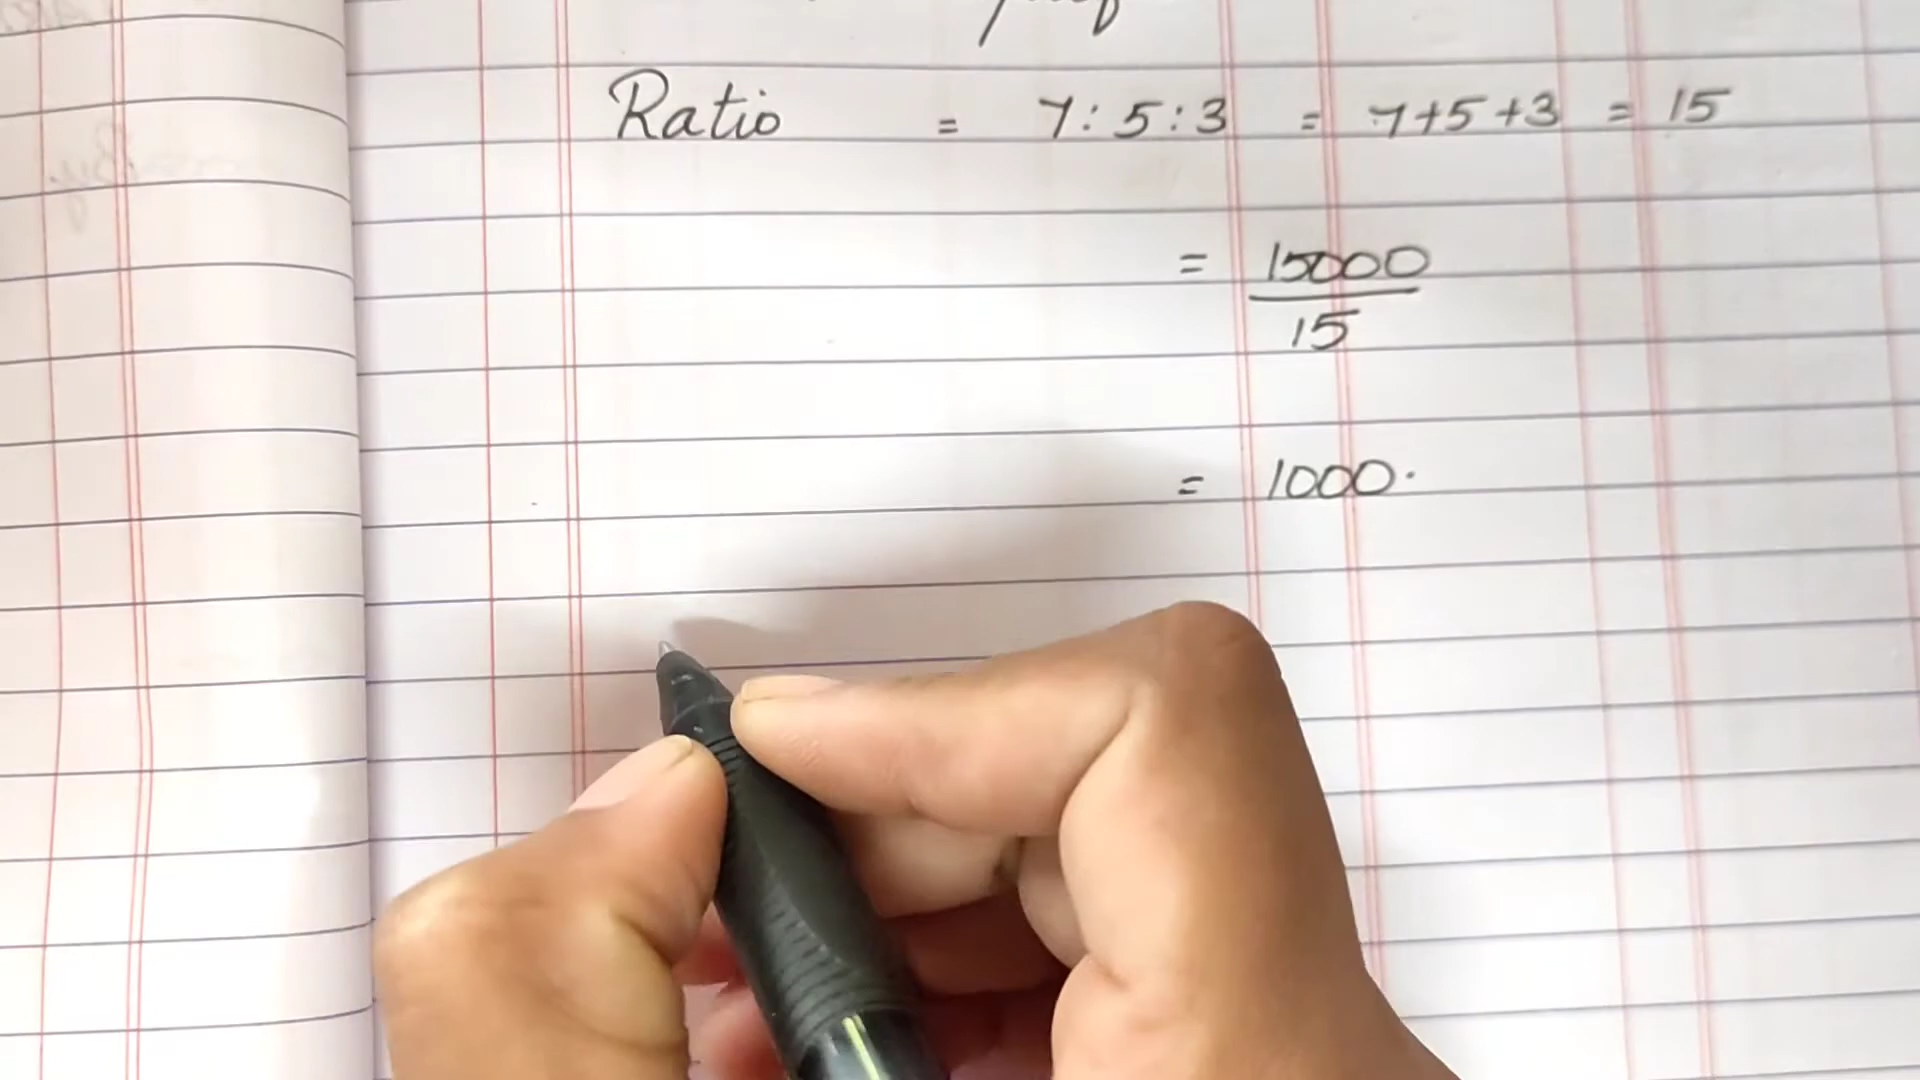 Ratio = 7:5:3 = 7+5+3 = 15
= 15000
15
= 1000.